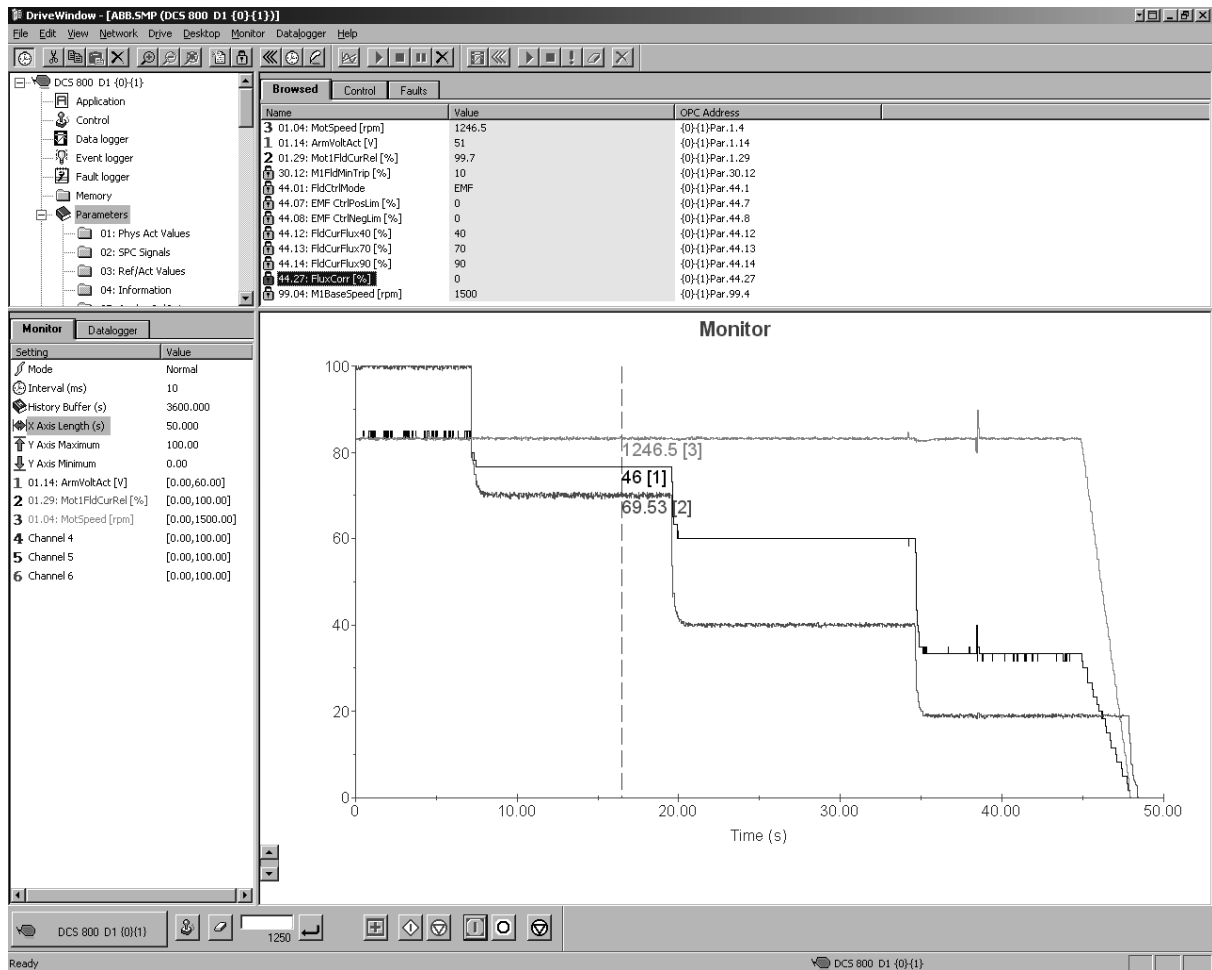 DriveWindow - [ABB.SMP (DCS 800 D1 {0}{1})]
File Edit View Network Drive Desktop Monitor Datalogger Help
DCS 800 D1 {0}{1}
Application
Control
Data logger
Event logger
Fault logger
Memory
Parameters
01: Phys Act Values
02: SPC Signals
03: Ref/Act Values
04: Information
Browsed Control Faults
Name Value OPC Address
3 01.04: MotSpeed [rpm] 1246.5 {0}{1}Par.1.4
1 01.14: ArmVoltAct [V] 51 {0}{1}Par.1.14
2 01.29: Mot1FldCurRel [%] 99.7 {0}{1}Par.1.29
30.12: M1FldMinTrip [%] 10 {0}{1}Par.30.12
44.01: FldCtrlMode EMF {0}{1}Par.44.1
44.07: EMF CtrlPosLim [%] 0 {0}{1}Par.44.7
44.08: EMF CtrlNegLim [%] 0 {0}{1}Par.44.8
44.12: FldCurFlux40 [%] 40 {0}{1}Par.44.12
44.13: FldCurFlux70 [%] 70 {0}{1}Par.44.13
44.14: FldCurFlux90 [%] 90 {0}{1}Par.44.14
44.27: FluxCorr [%] 0 {0}{1}Par.44.27
99.04: M1BaseSpeed [rpm] 1500 {0}{1}Par.99.4
Monitor Datalogger
Setting Value
Mode Normal
Interval (ms) 10
History Buffer (s) 3600.000
X Axis Length (s) 50.000
Y Axis Maximum 100.00
Y Axis Minimum 0.00
1 01.14: ArmVoltAct [V] [0.00,60.00]
2 01.29: Mot1FldCurRel [%] [0.00,100.00]
3 01.04: MotSpeed [rpm] [0.00,1500.00]
4 Channel 4 [0.00,100.00]
5 Channel 5 [0.00,100.00]
6 Channel 6 [0.00,100.00]
Monitor
100
80
60
40
20
0
1246.5 [3]
46 [1]
69.53 [2]
0 10.00 20.00 30.00 40.00 50.00
Time (s)
DCS 800 D1 {0}{1} 1250
Ready DCS 800 D1 {0}{1}